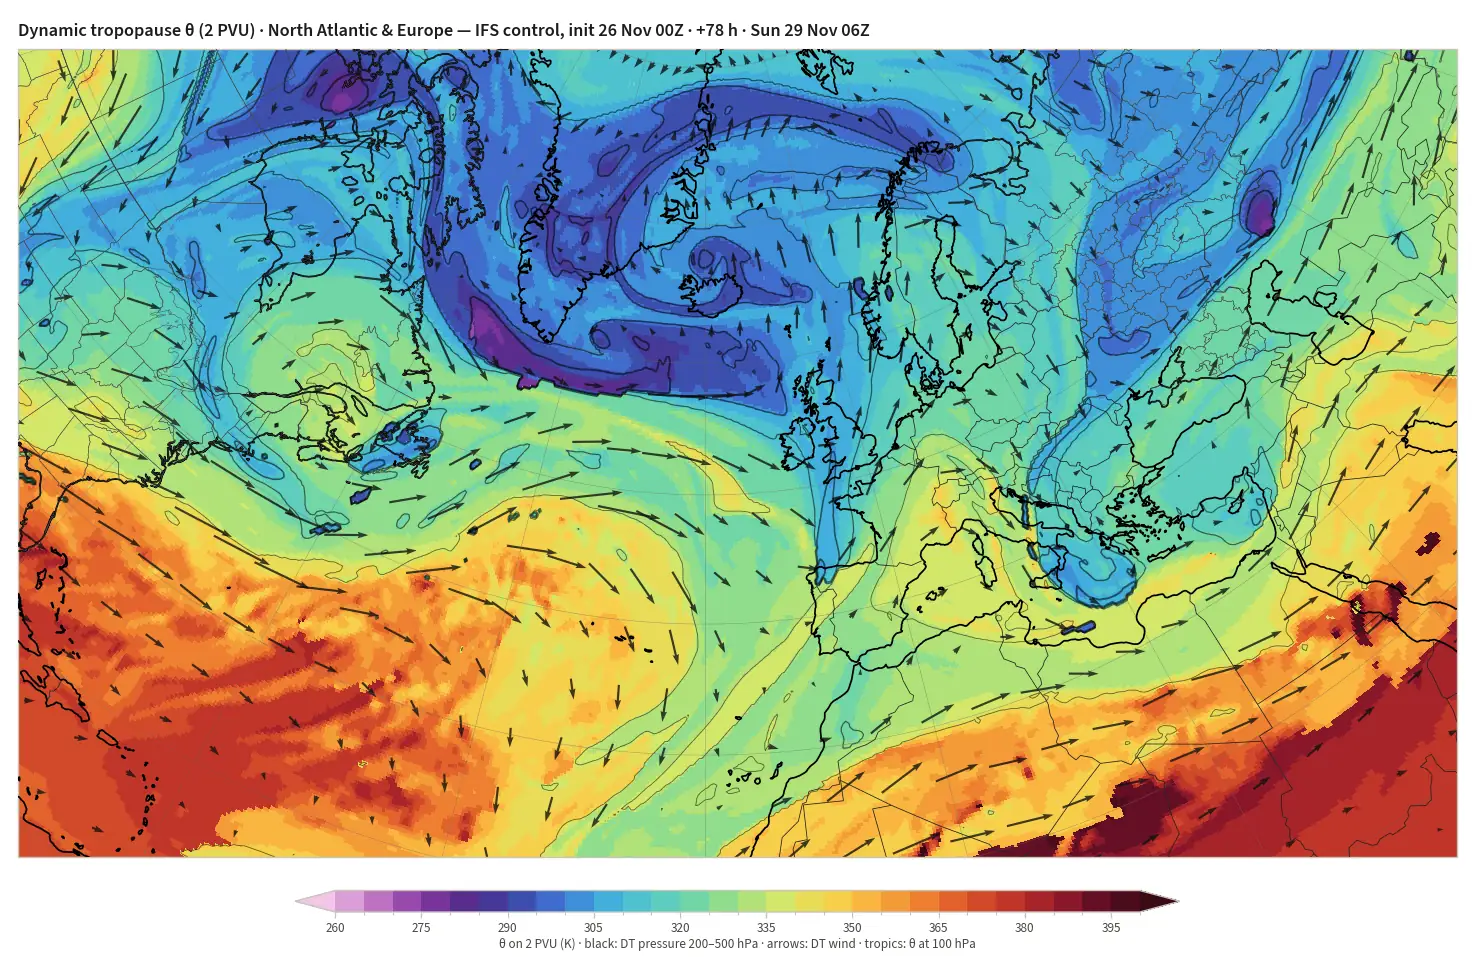 Dynamic tropopause θ (2 PVU) · North Atlantic & Europe — IFS control, init 26 Nov 00Z · +78 h · Sun 29 Nov 06Z
260 275 290 305 320 335 350 365 380 395
θ on 2 PVU (K) · black: DT pressure 200–500 hPa · arrows: DT wind · tropics: θ at 100 hPa